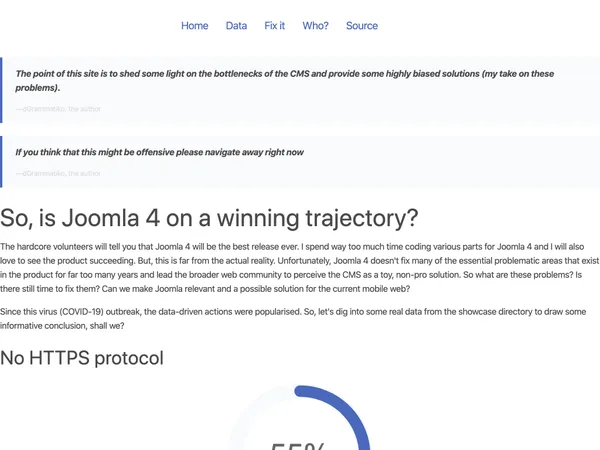 Home Data Fix it Who? Source
The point of this site is to shed some light on the bottlenecks of the CMS and provide some highly biased solutions (my take on these
problems).
—dGrammatiko, the author
If you think that this might be offensive please navigate away right now
—dGrammatiko, the author
So, is Joomla 4 on a winning trajectory?
The hardcore volunteers will tell you that Joomla 4 will be the best release ever. I spend way too much time coding various parts for Joomla 4 and I will also
love to see the product succeeding. But, this is far from the actual reality. Unfortunately, Joomla 4 doesn't fix many of the essential problematic areas that exist
in the product for far too many years and lead the broader web community to perceive the CMS as a toy, non-pro solution. So what are these problems? Is
there still time to fix them? Can we make Joomla relevant and a possible solution for the current mobile web?
Since this virus (COVID-19) outbreak, the data-driven actions were popularised. So, let's dig into some real data from the showcase directory to draw some
informative conclusion, shall we?
No HTTPS protocol
55%